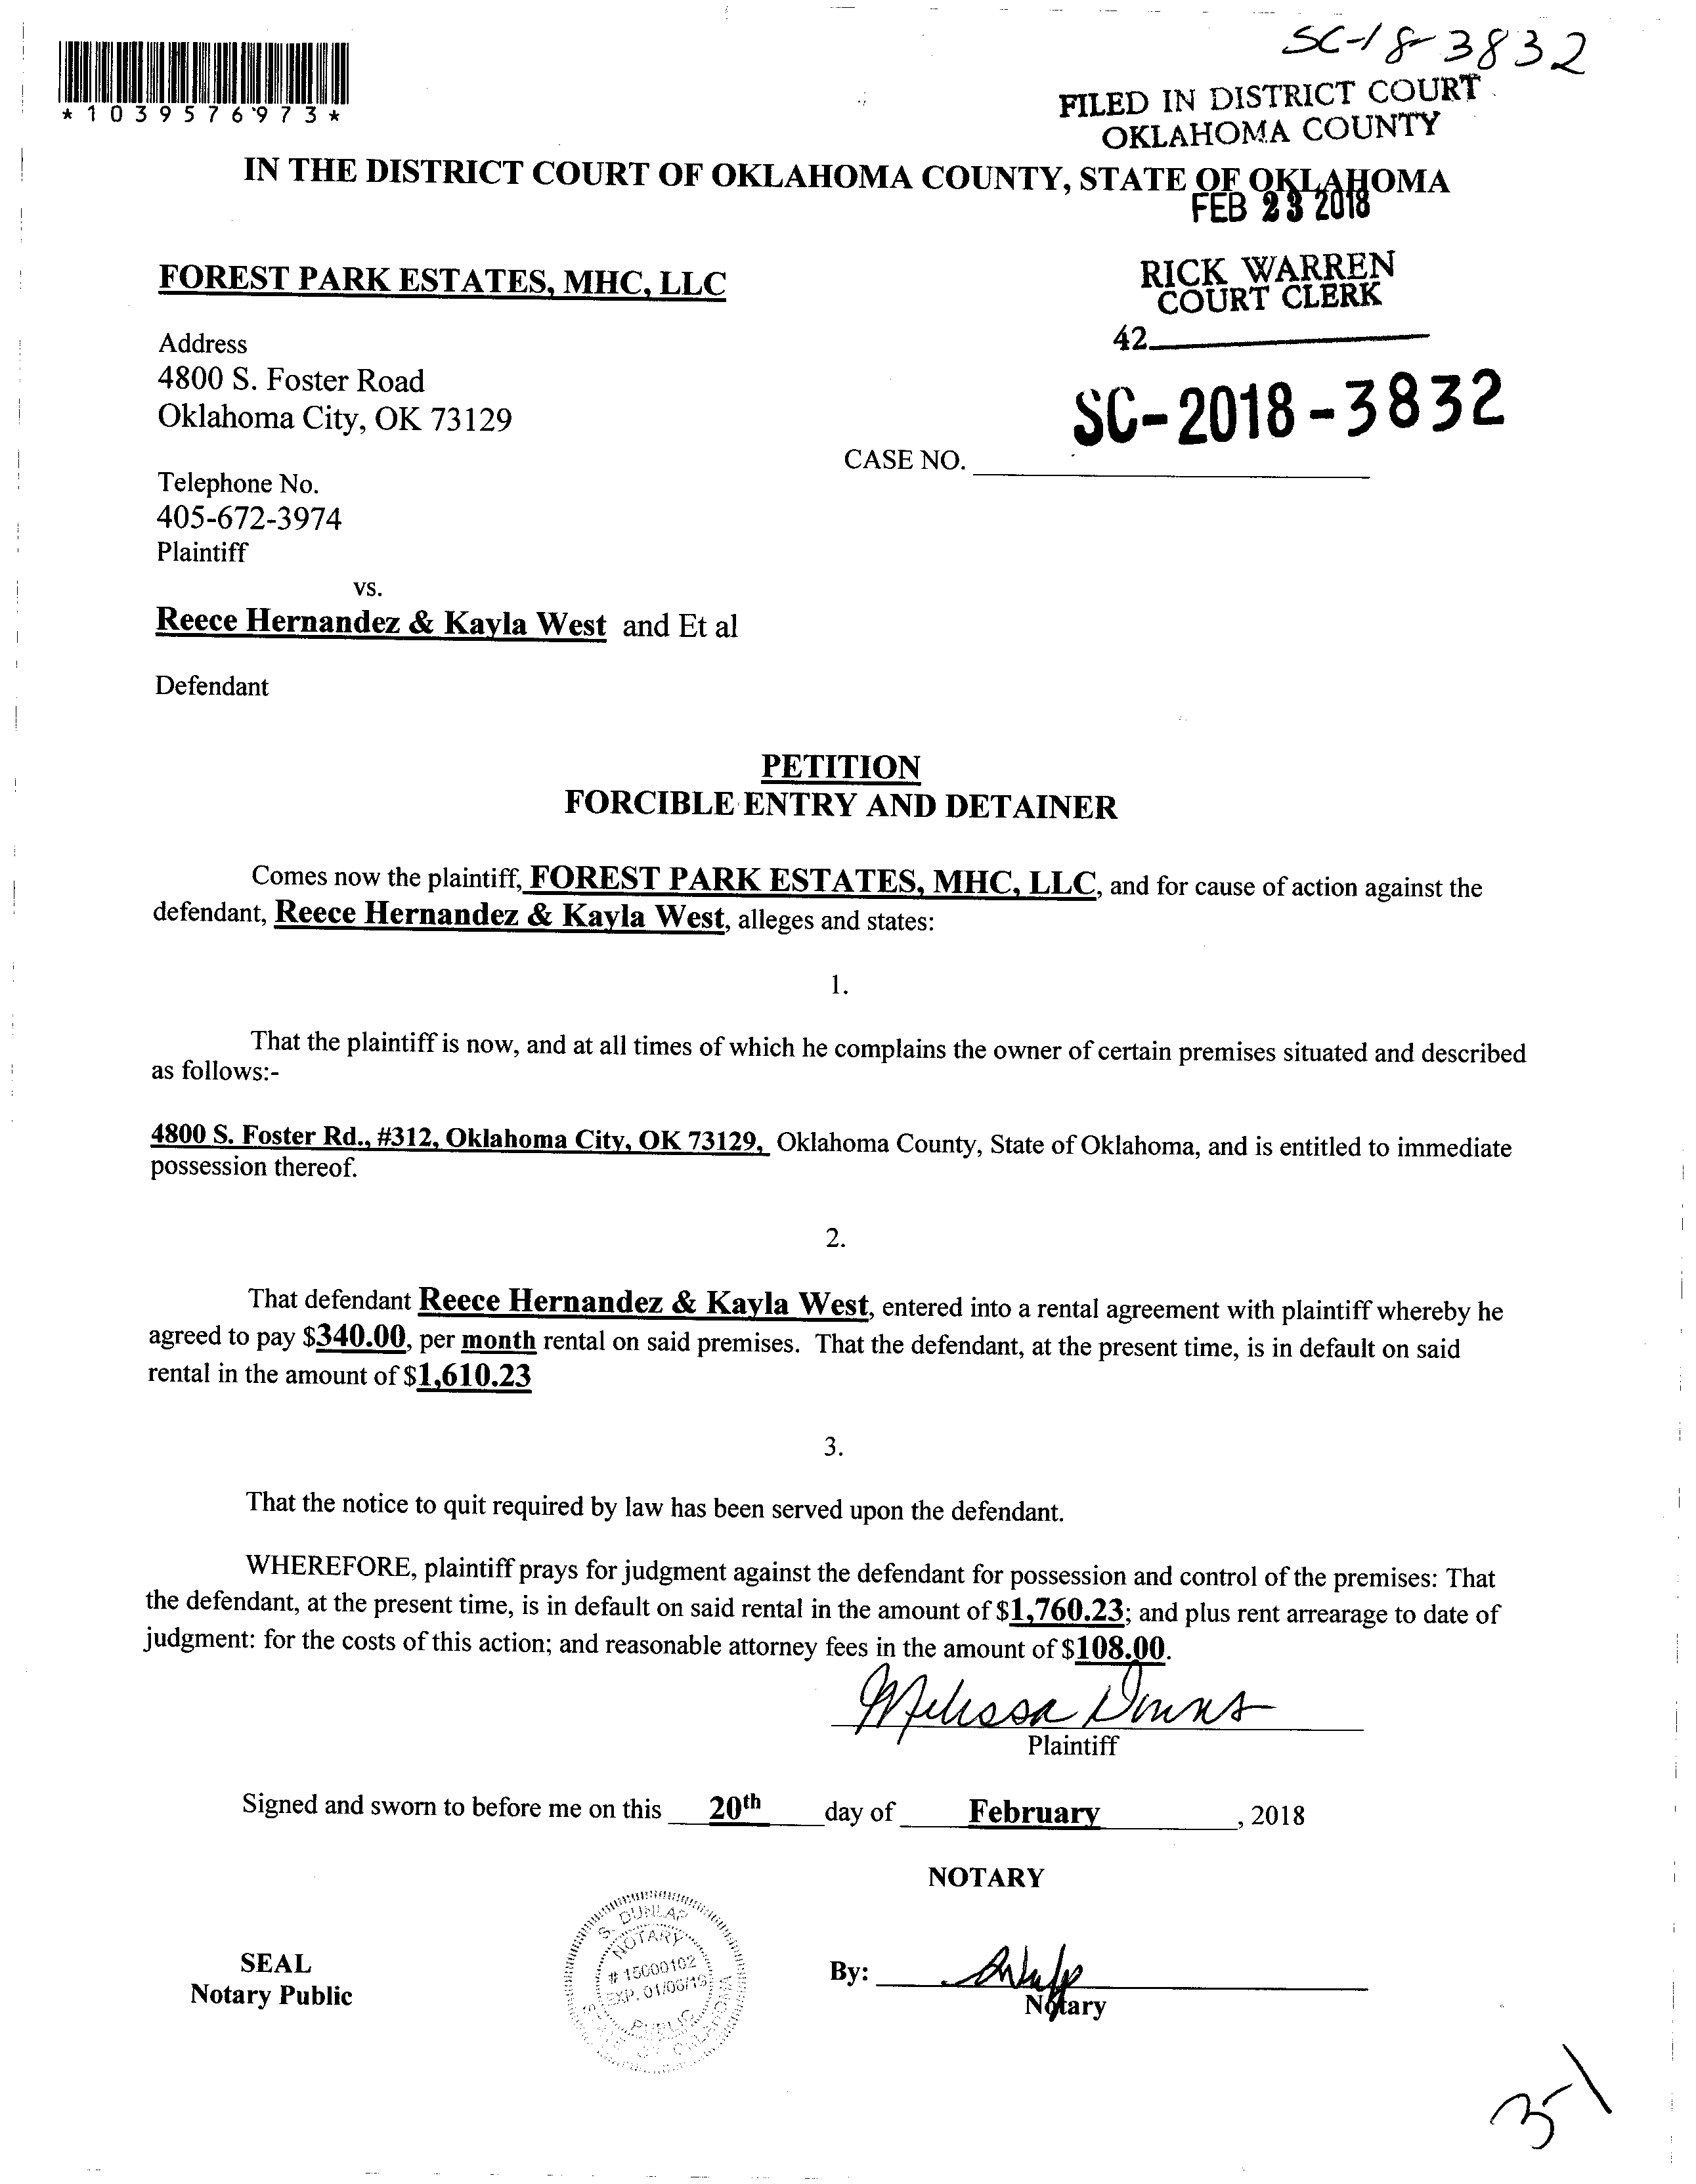 SC-18-3832
*1039576973*
FILED IN DISTRICT COURT
OKLAHOMA COUNTY
IN THE DISTRICT COURT OF OKLAHOMA COUNTY, STATE OF OKLAHOMA
FEB 23 2018
FOREST PARK ESTATES, MHC, LLC
RICK WARREN
COURT CLERK
42
Address
4800 S. Foster Road
Oklahoma City, OK 73129
SC-2018-3832
CASE NO.
Telephone No.
405-672-3974
Plaintiff
vs.
Reece Hernandez & Kayla West and Et al
Defendant
PETITION
FORCIBLE ENTRY AND DETAINER
Comes now the plaintiff, FOREST PARK ESTATES, MHC, LLC, and for cause of action against the
defendant, Reece Hernandez & Kayla West, alleges and states:
1.
That the plaintiff is now, and at all times of which he complains the owner of certain premises situated and described
as follows:-
4800 S. Foster Rd., #312, Oklahoma City, OK 73129, Oklahoma County, State of Oklahoma, and is entitled to immediate
possession thereof.
2.
That defendant Reece Hernandez & Kayla West, entered into a rental agreement with plaintiff whereby he
agreed to pay $340.00, per month rental on said premises. That the defendant, at the present time, is in default on said
rental in the amount of $1,610.23
3.
That the notice to quit required by law has been served upon the defendant.
WHEREFORE, plaintiff prays for judgment against the defendant for possession and control of the premises: That
the defendant, at the present time, is in default on said rental in the amount of $1,760.23; and plus rent arrearage to date of
judgment: for the costs of this action; and reasonable attorney fees in the amount of $108.00.
Melissa Downs
Plaintiff
Signed and sworn to before me on this 20th day of February, 2018
NOTARY
S. DUNLAP
NOTARY
# 15000102
EXP. 01/06/19
PUBLIC
STATE OF OKLAHOMA
SEAL
Notary Public
By:
Notary
3-1